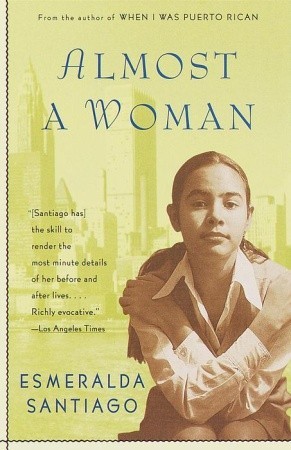 From the author of WHEN I WAS PUERTO RICAN
ALMOST
A WOMAN
"[Santiago has]
the skill to
render the
most minute details
of her before and
after lives. . . .
Richly evocative."
—Los Angeles Times
ESMERALDA
SANTIAGO